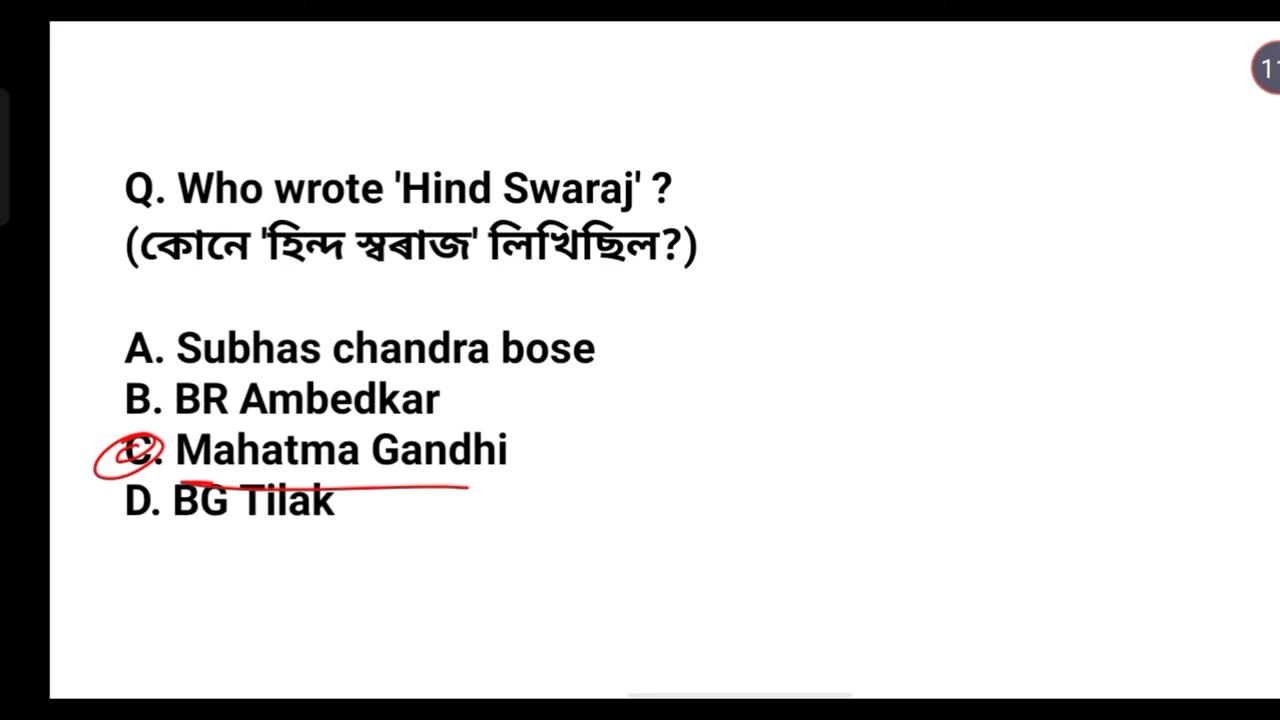 Q. Who wrote 'Hind Swaraj' ?
(কোনে 'হিন্দ স্বৰাজ' লিখিছিল?)
A. Subhas chandra bose
B. BR Ambedkar
C. Mahatma Gandhi
D. BG Tilak